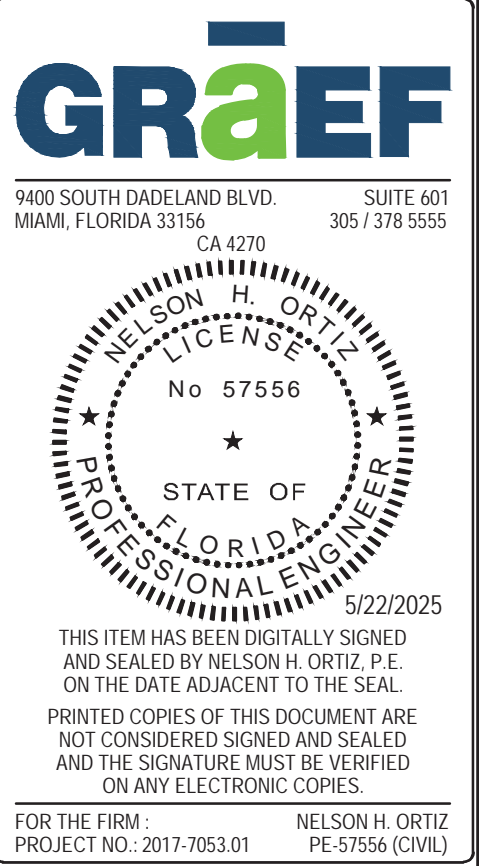 GRāEF
9400 SOUTH DADELAND BLVD. SUITE 601
MIAMI, FLORIDA 33156 305 / 378 5555
CA 4270
NELSON H. ORTIZ
LICENSE
No 57556
STATE OF
FLORIDA
PROFESSIONAL ENGINEER
5/22/2025
THIS ITEM HAS BEEN DIGITALLY SIGNED
AND SEALED BY NELSON H. ORTIZ, P.E.
ON THE DATE ADJACENT TO THE SEAL.
PRINTED COPIES OF THIS DOCUMENT ARE
NOT CONSIDERED SIGNED AND SEALED
AND THE SIGNATURE MUST BE VERIFIED
ON ANY ELECTRONIC COPIES.
FOR THE FIRM : NELSON H. ORTIZ
PROJECT NO.: 2017-7053.01 PE-57556 (CIVIL)